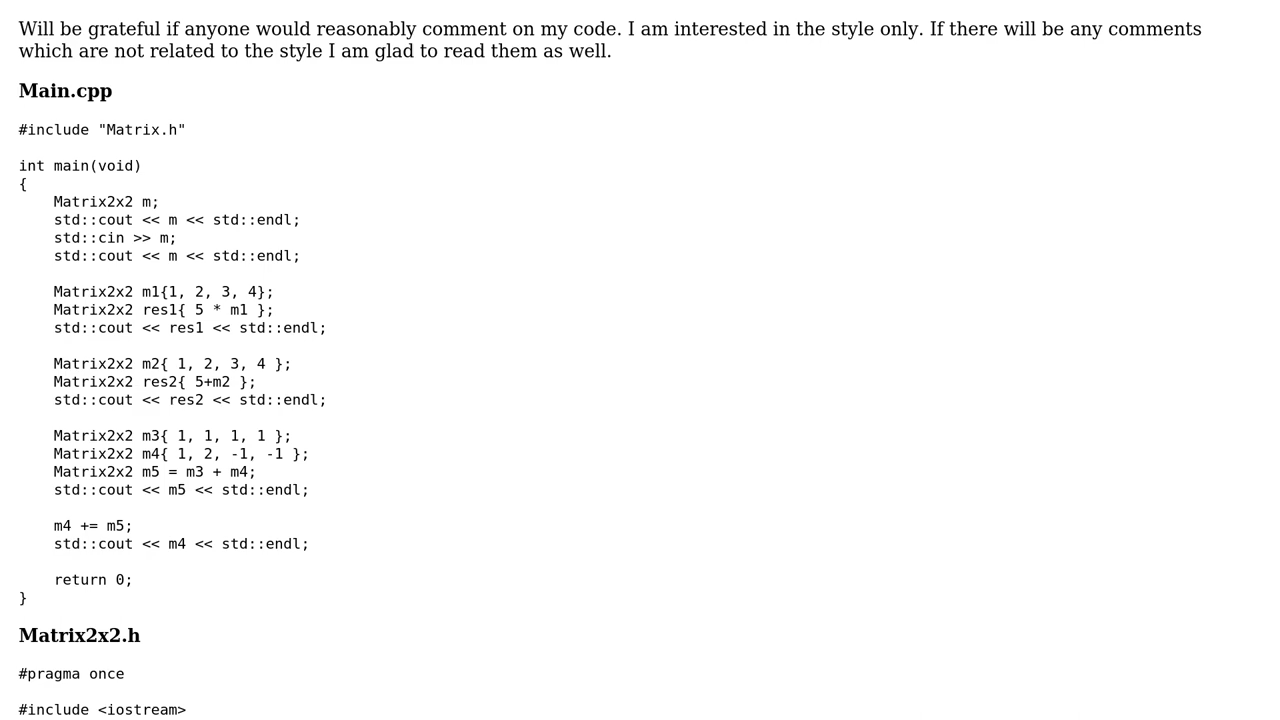 Will be grateful if anyone would reasonably comment on my code. I am interested in the style only. If there will be any comments
which are not related to the style I am glad to read them as well.
Main.cpp
#include "Matrix.h"
int main(void)
{
    Matrix2x2 m;
    std::cout << m << std::endl;
    std::cin >> m;
    std::cout << m << std::endl;
    Matrix2x2 m1{1, 2, 3, 4};
    Matrix2x2 res1{ 5 * m1 };
    std::cout << res1 << std::endl;
    Matrix2x2 m2{ 1, 2, 3, 4 };
    Matrix2x2 res2{ 5+m2 };
    std::cout << res2 << std::endl;
    Matrix2x2 m3{ 1, 1, 1, 1 };
    Matrix2x2 m4{ 1, 2, -1, -1 };
    Matrix2x2 m5 = m3 + m4;
    std::cout << m5 << std::endl;
    m4 += m5;
    std::cout << m4 << std::endl;
    return 0;
}
Matrix2x2.h
#pragma once
#include <iostream>